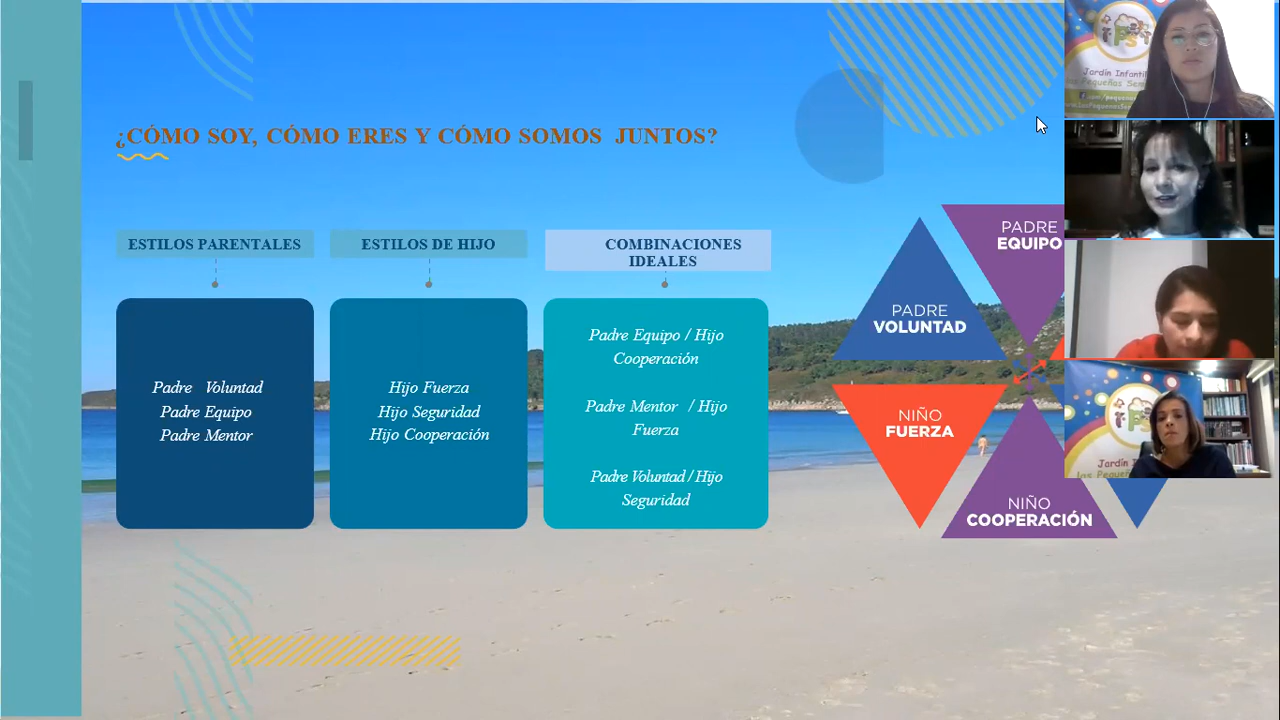 ¿CÓMO SOY, CÓMO ERES Y CÓMO SOMOS JUNTOS?
ESTILOS PARENTALES
Padre Voluntad
Padre Equipo
Padre Mentor
ESTILOS DE HIJO
Hijo Fuerza
Hijo Seguridad
Hijo Cooperación
COMBINACIONES
IDEALES
Padre Equipo / Hijo
Cooperación
Padre Mentor / Hijo
Fuerza
Padre Voluntad / Hijo
Seguridad
PADRE
EQUIPO
PADRE
VOLUNTAD
NIÑO
FUERZA
NIÑO
COOPERACIÓN
Jardín Infantil
Jardín